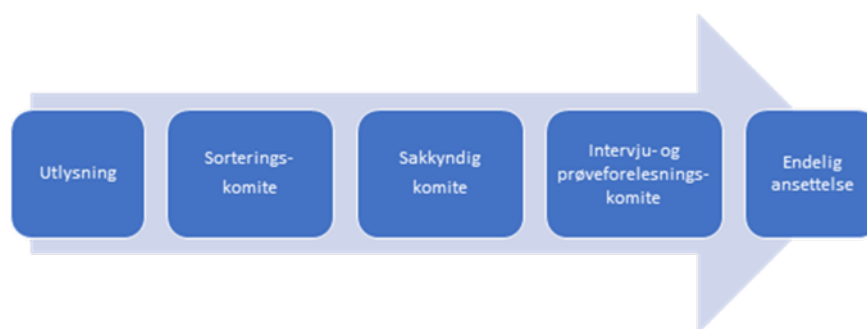 Utlysning
Sorterings-
komite
Sakkyndig
komite
Intervju- og
prøveforelesnings-
komite
Endelig
ansettelse